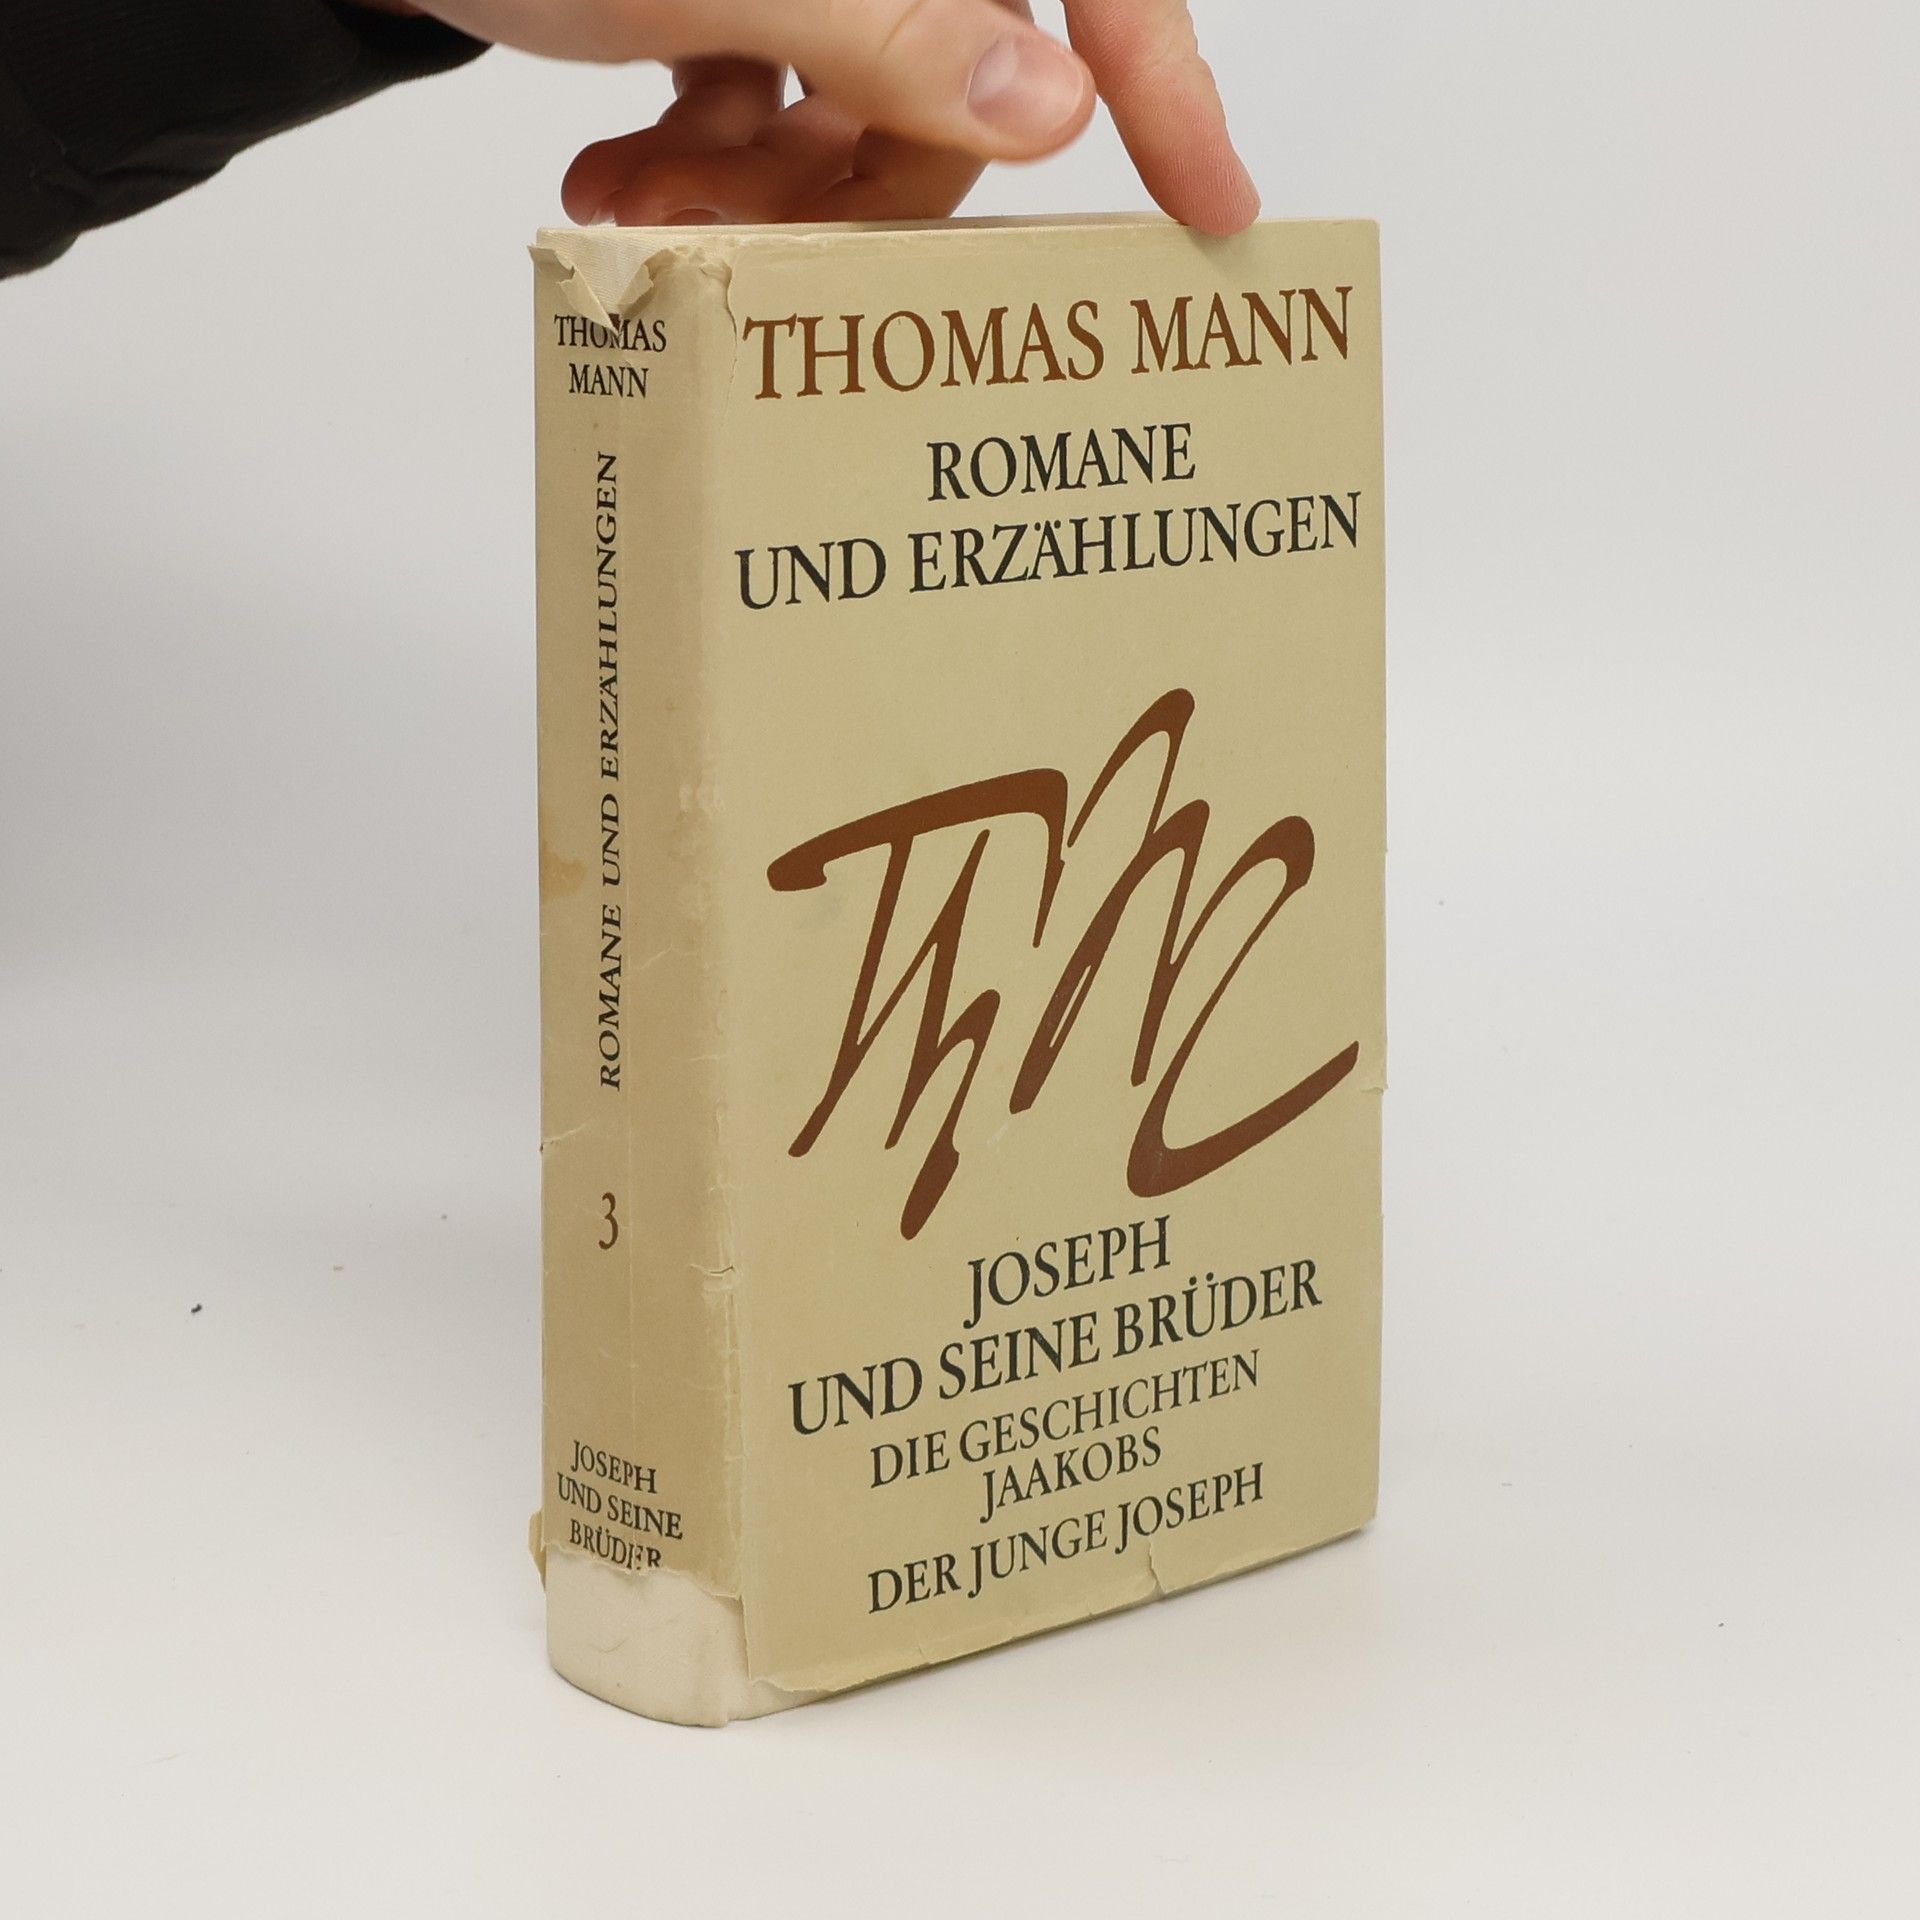 THOMAS
MANN
ROMANE UND ERZÄHLUNGEN
3
JOSEPH
UND SEINE
BRÜDER
THOMAS MANN
ROMANE
UND ERZÄHLUNGEN
ThM
JOSEPH
UND SEINE BRÜDER
DIE GESCHICHTEN
JAAKOBS
DER JUNGE JOSEPH